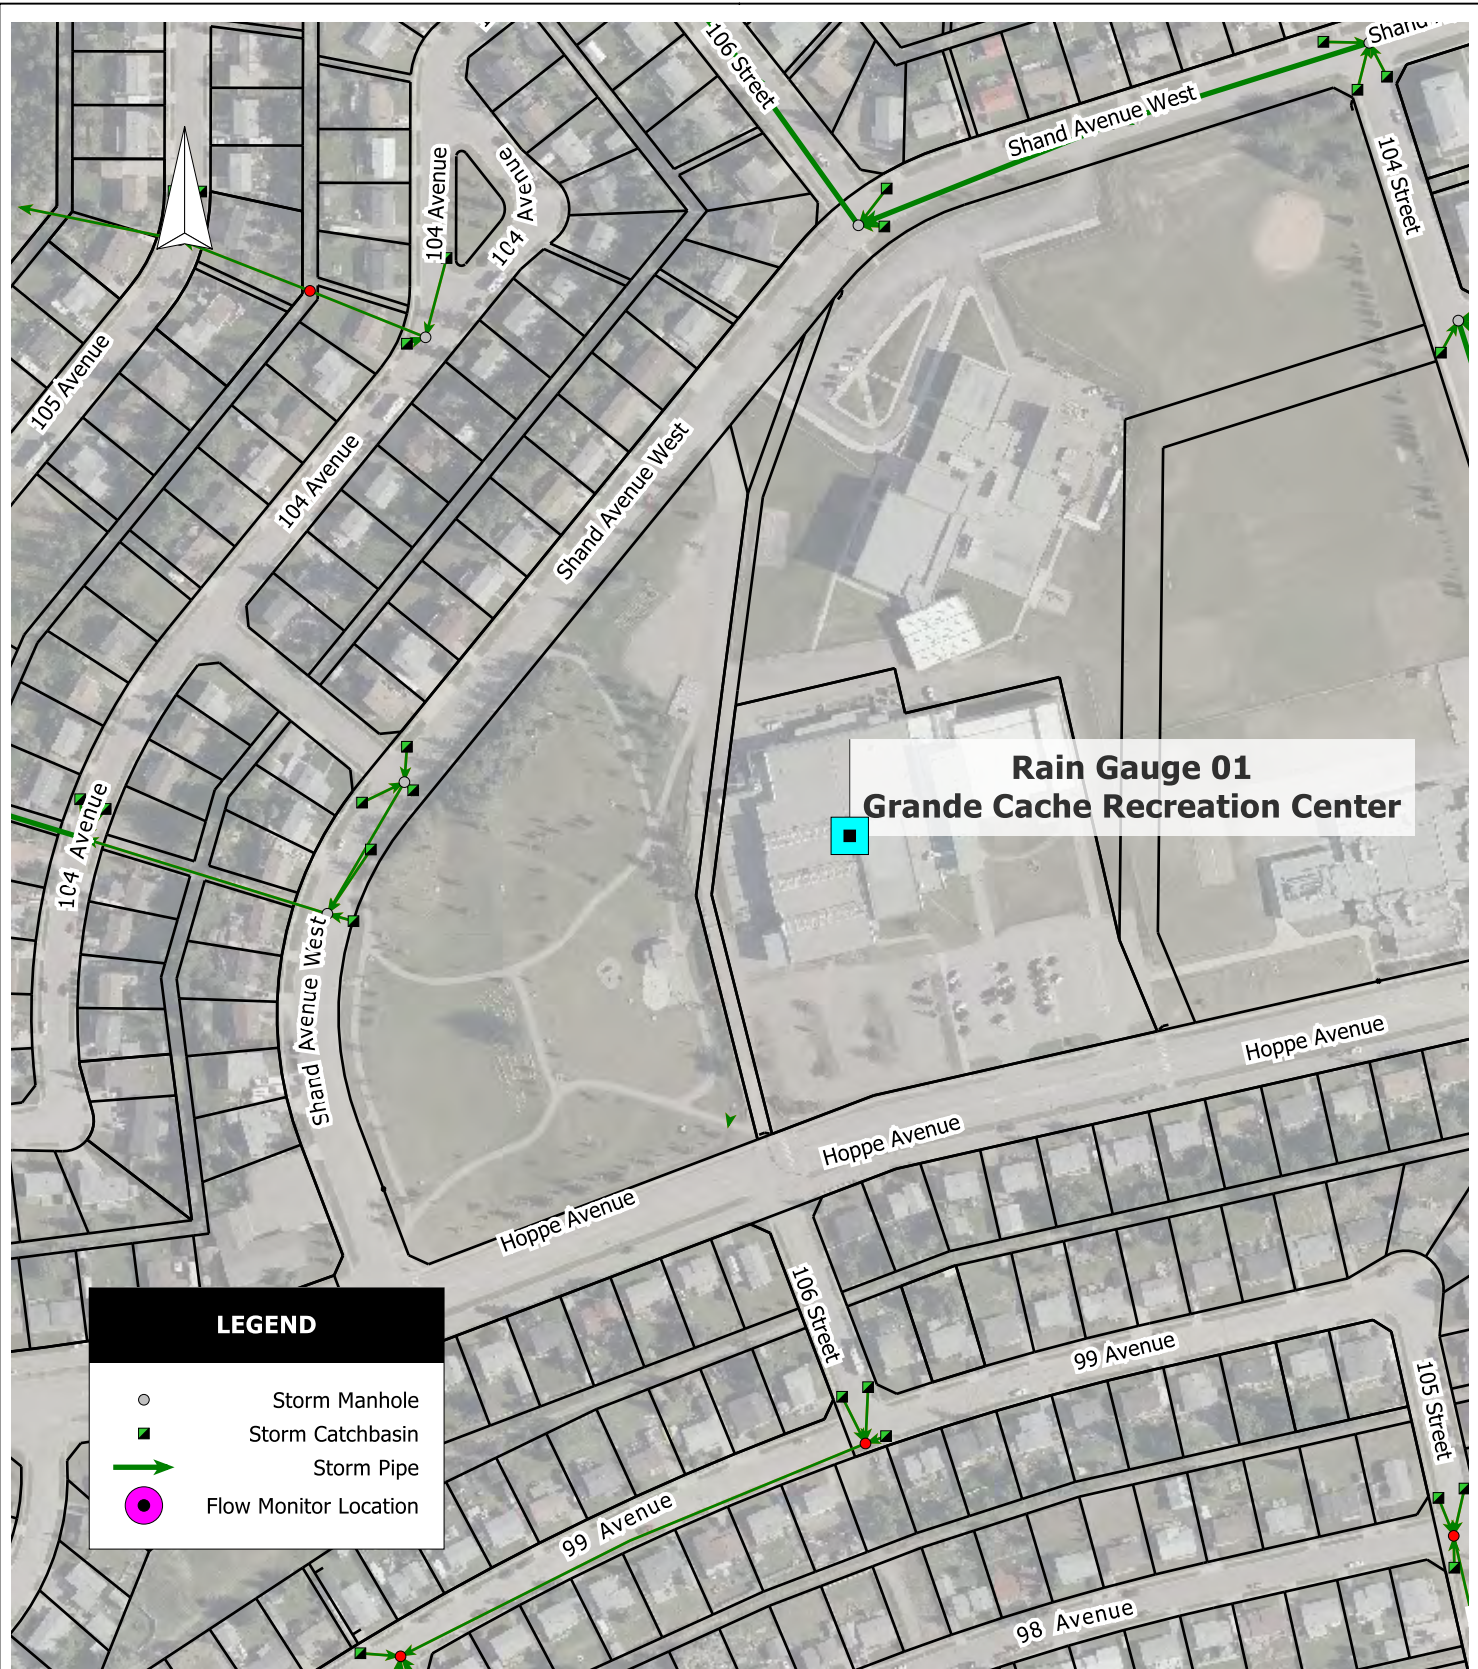 106 Street
Shand
Shand Avenue West
104 Street
104 Avenue
104 Avenue
105 Avenue
104 Avenue
Shand Avenue West
Rain Gauge 01
Grande Cache Recreation Center
104 Avenue
Shand Avenue West
Hoppe Avenue
Hoppe Avenue
Hoppe Avenue
106 Street
99 Avenue
105 Street
99 Avenue
98 Avenue
LEGEND
Storm Manhole
Storm Catchbasin
Storm Pipe
Flow Monitor Location